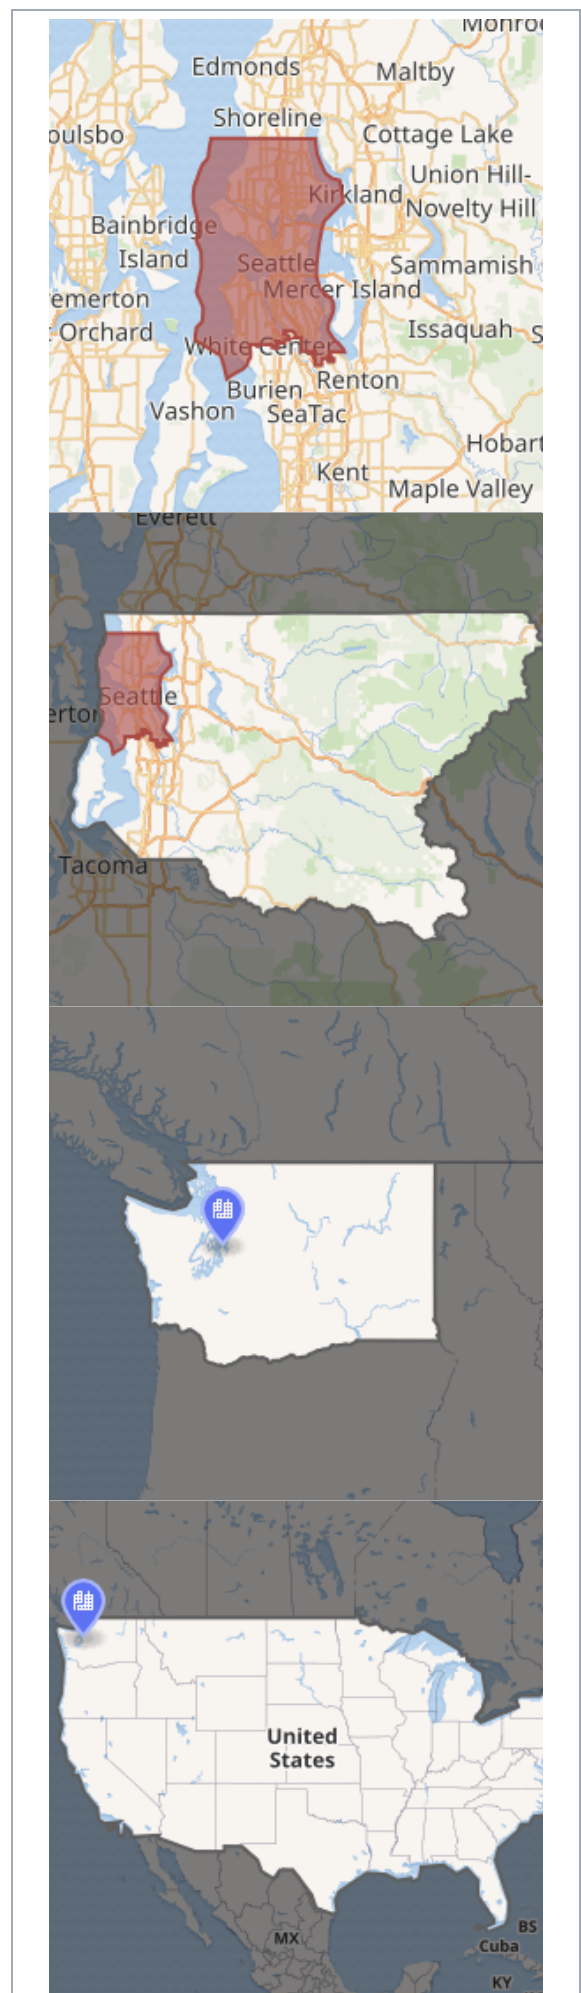 Edmonds
Maltby
Shoreline
oulsbo
Cottage Lake
Union Hill-
Novelty Hill
Kirkland
Bainbridge
Island
Seattle
Sammamish
Mercer Island
emerton
Orchard
Issaquah
S
White Center
Renton
Burien
Vashon
SeaTac
Hobart
Kent
Maple Valley
Everett
Seattle
erton
Tacoma
United
States
BS
MX
Cuba
KY